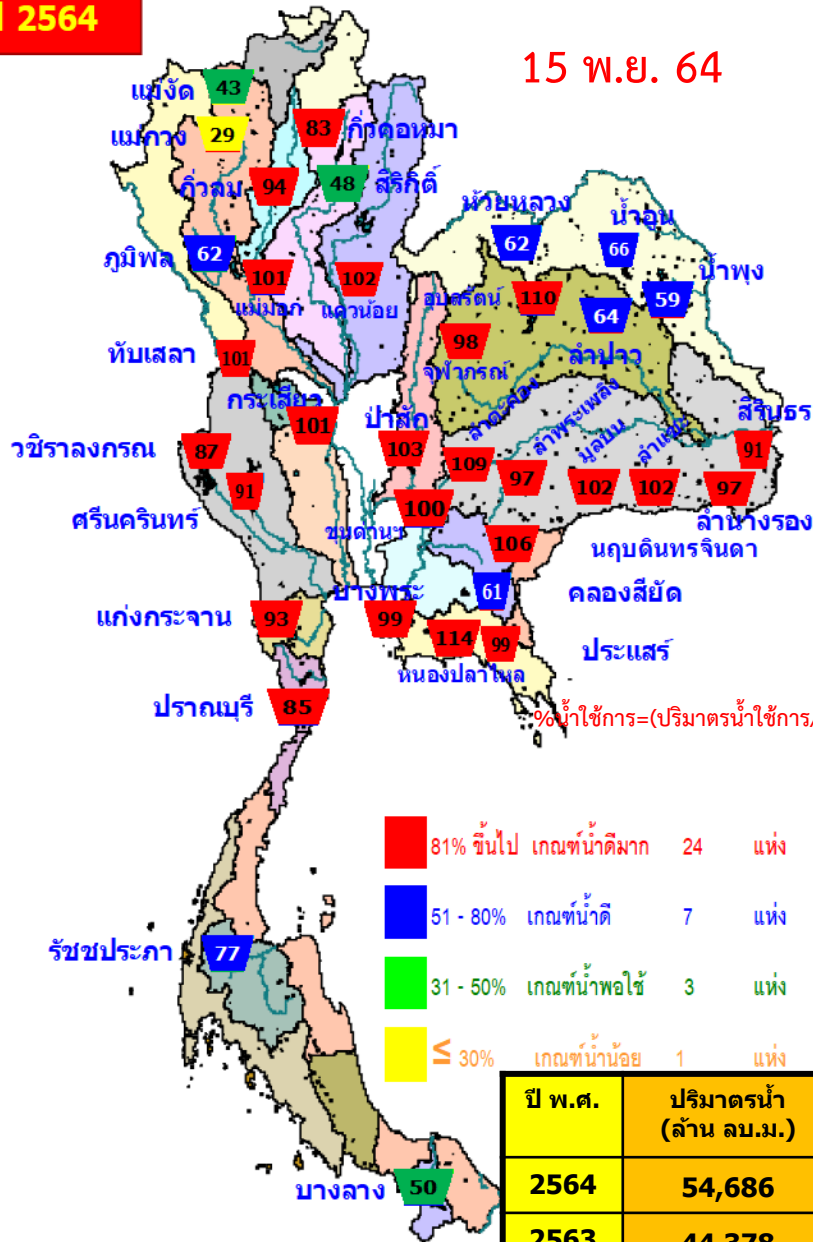 2564
15 พ.ย. 64
แม่งัด 43
แม่กวง 29
83 กิ่วคอหมา
กิ่วลม 94
48 สิริกิติ์
ห้วยหลวง 62
น้ำอูน 66
ภูมิพล 62
น้ำพุง 59
101 แม่มอก
102 แควน้อย
อุบลรัตน์ 110
64 ลำปาว
ทับเสลา 101
98 จุฬาภรณ์
กระเสียว 101
ป่าสัก 103
ลำตะคอง 109
ลำพระเพลิง 97
มูลบน 102
ลำแชะ 102
สิรินธร 91
วชิราลงกรณ 87
91
ศรีนครินทร์
97 ลำนางรอง
100 ขุนด่านฯ
106 นฤบดินทรจินดา
61 คลองสียัด
บางพระ 99
แก่งกระจาน 93
114 หนองปลาไหล
99 ประแสร์
ปราณบุรี 85
%น้ำใช้การ=(ปริมาตรน้ำใช้การ/
81% ขึ้นไป เกณฑ์น้ำดีมาก 24 แห่ง
51 - 80% เกณฑ์น้ำดี 7 แห่ง
รัชชประภา 77
31 - 50% เกณฑ์น้ำพอใช้ 3 แห่ง
≤ 30% เกณฑ์น้ำน้อย 1 แห่ง
ปี พ.ศ. ปริมาตรน้ำ
(ล้าน ลบ.ม.)
2564 54,686
บางลาง 50
2563 44,378